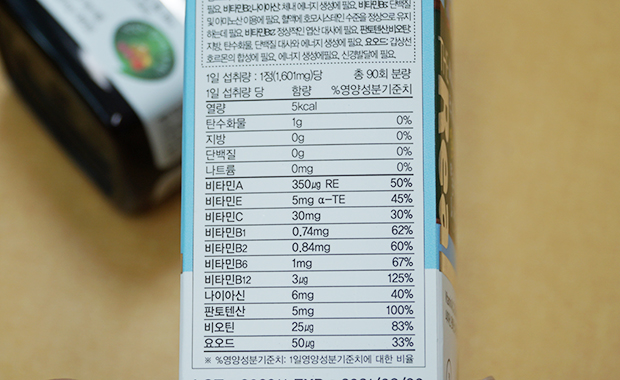 필요. 비타민B2,나이아신: 체내 에너지 생성에 필요. 비타민B6: 단백질
및 아미노산 이용에 필요, 혈액에 호모시스테인 수준을 정상으로 유지
하는데 필요. 비타민B12: 정상적인 엽산 대사에 필요. 판토텐산,비오틴:
지방, 탄수화물, 단백질 대사와 에너지 생성에 필요. 요오드: 갑상선
호르몬의 합성에 필요, 에너지 생성에필요, 신경발달에 필요.
1일 섭취량 : 1정(1,601mg)당 총 90회 분량
1일 섭취량 당 함량 %영양성분기준치
열량 5kcal
탄수화물 1g 0%
지방 0g 0%
단백질 0g 0%
나트륨 0mg 0%
비타민A 350㎍ RE 50%
비타민E 5mg α-TE 45%
비타민C 30mg 30%
비타민B1 0.74mg 62%
비타민B2 0.84mg 60%
비타민B6 1mg 67%
비타민B12 3㎍ 125%
나이아신 6mg 40%
판토텐산 5mg 100%
비오틴 25㎍ 83%
요오드 50㎍ 33%
※ %영양성분기준치: 1일영양성분기준치에 대한 비율